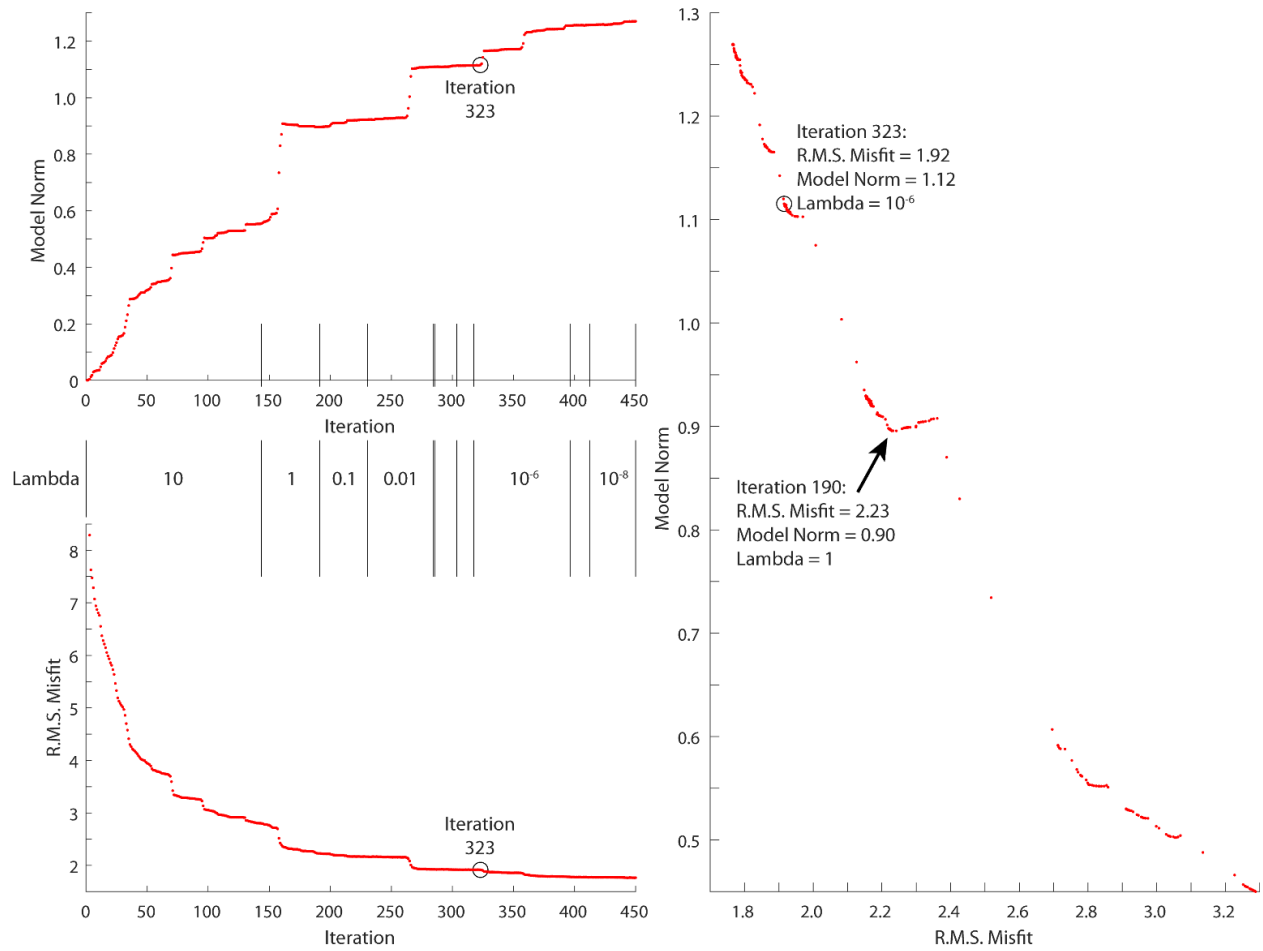 1.2
1.0
0.8
0.6
0.4
0.2
0
Model Norm
Iteration
323
0 50 100 150 200 250 300 350 400 450
Iteration
Lambda 10 1 0.1 0.01 10-6 10-8
8
7
6
5
4
3
2
R.M.S. Misfit
Iteration
323
0 50 100 150 200 250 300 350 400 450
Iteration
1.3
1.2
1.1
1.0
0.9
0.8
0.7
0.6
0.5
Model Norm
Iteration 323:
R.M.S. Misfit = 1.92
Model Norm = 1.12
Lambda = 10-6
Iteration 190:
R.M.S. Misfit = 2.23
Model Norm = 0.90
Lambda = 1
1.8 2.0 2.2 2.4 2.6 2.8 3.0 3.2
R.M.S. Misfit